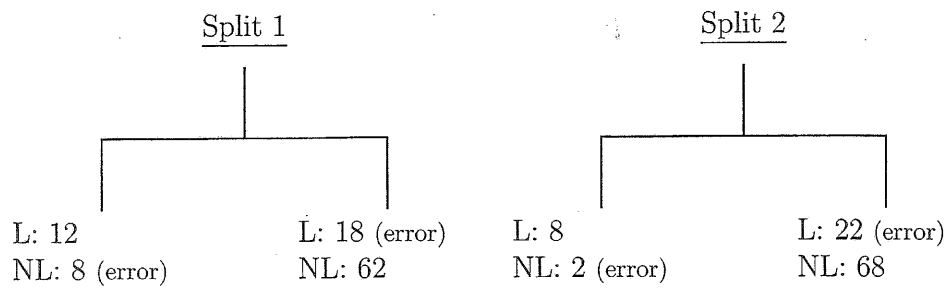 Split 1
L: 12
NL: 8 (error)
L: 18 (error)
NL: 62
Split 2
L: 8
NL: 2 (error)
L: 22 (error)
NL: 68